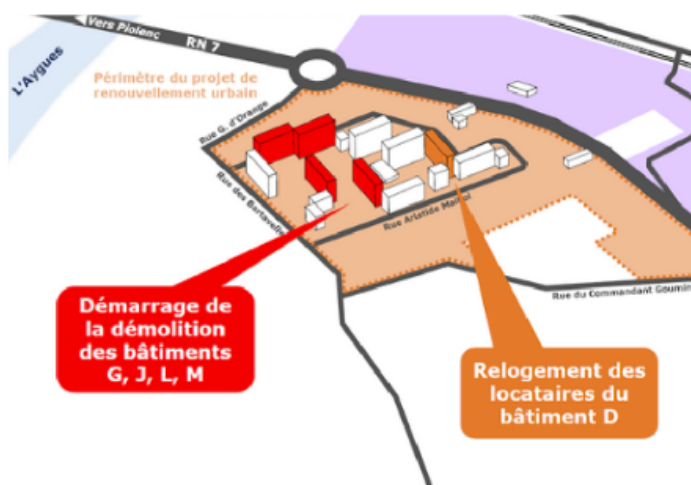 Vers Piolenc
RN 7
L'Aygues
Périmètre du projet de
renouvellement urbain
Rue G. d'Orange
Rue des Bartavelles
Rue Aristide Maillol
Rue du Commandant Goumin
Démarrage de
la démolition
des bâtiments
G, J, L, M
Relogement des
locataires du
bâtiment D